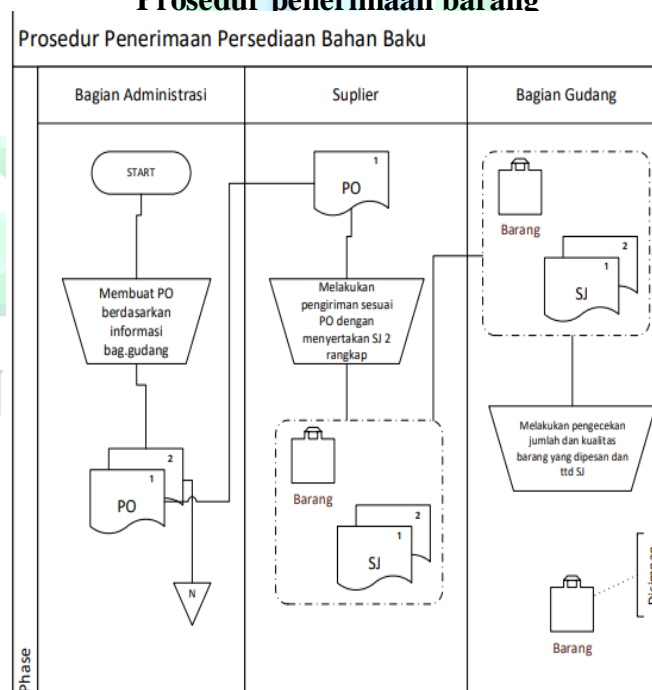 Prosedur penerimaan barang
Prosedur Penerimaan Persediaan Bahan Baku
Bagian Administrasi
Suplier
Bagian Gudang
START
Membuat PO
berdasarkan
informasi
bag.gudang
2
1
PO
N
1
PO
Melakukan
pengiriman sesuai
PO dengan
menyertakan SJ 2
rangkap
Barang
2
1
SJ
Barang
2
1
SJ
Melakukan pengecekan
jumlah dan kualitas
barang yang dipesan dan
ttd SJ
Barang
Phase